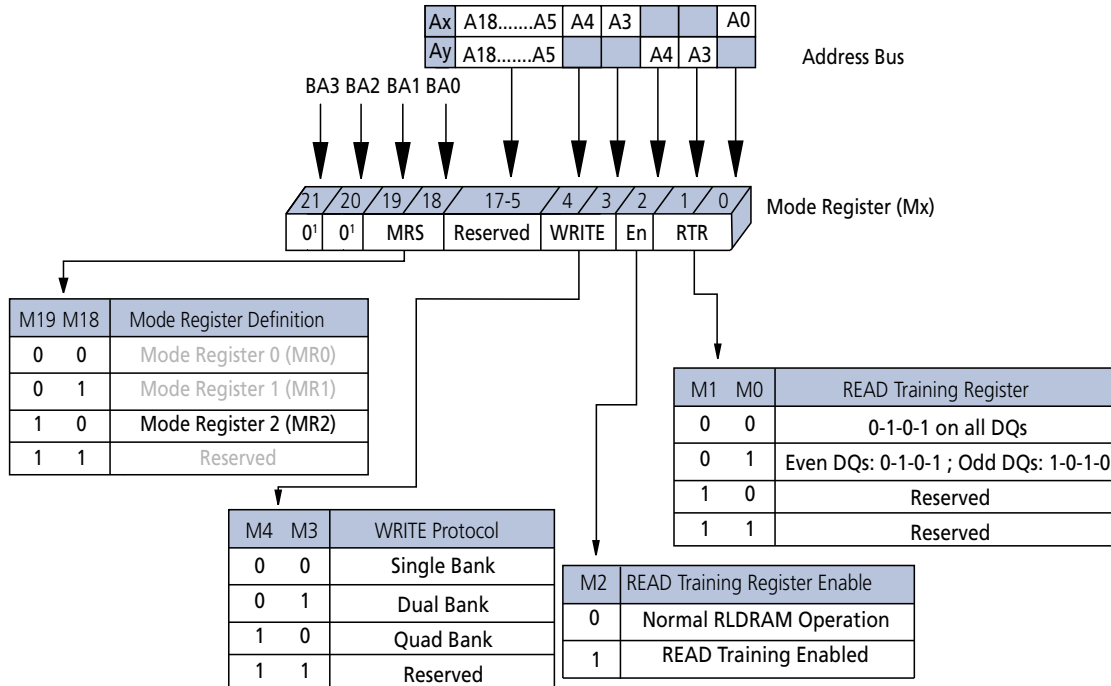 Ax A18.......A5 A4 A3 A0
Ay A18.......A5 A4 A3
Address Bus
BA3 BA2 BA1 BA0
21 20 19 18 17-5 4 3 2 1 0
Mode Register (Mx)
0¹ 0¹ MRS Reserved WRITE En RTR
M19 M18 Mode Register Definition
0 0 Mode Register 0 (MR0)
0 1 Mode Register 1 (MR1)
1 0 Mode Register 2 (MR2)
1 1 Reserved
M1 M0 READ Training Register
0 0 0-1-0-1 on all DQs
0 1 Even DQs: 0-1-0-1 ; Odd DQs: 1-0-1-0
1 0 Reserved
1 1 Reserved
M4 M3 WRITE Protocol
0 0 Single Bank
0 1 Dual Bank
1 0 Quad Bank
1 1 Reserved
M2 READ Training Register Enable
0 Normal RLDRAM Operation
1 READ Training Enabled